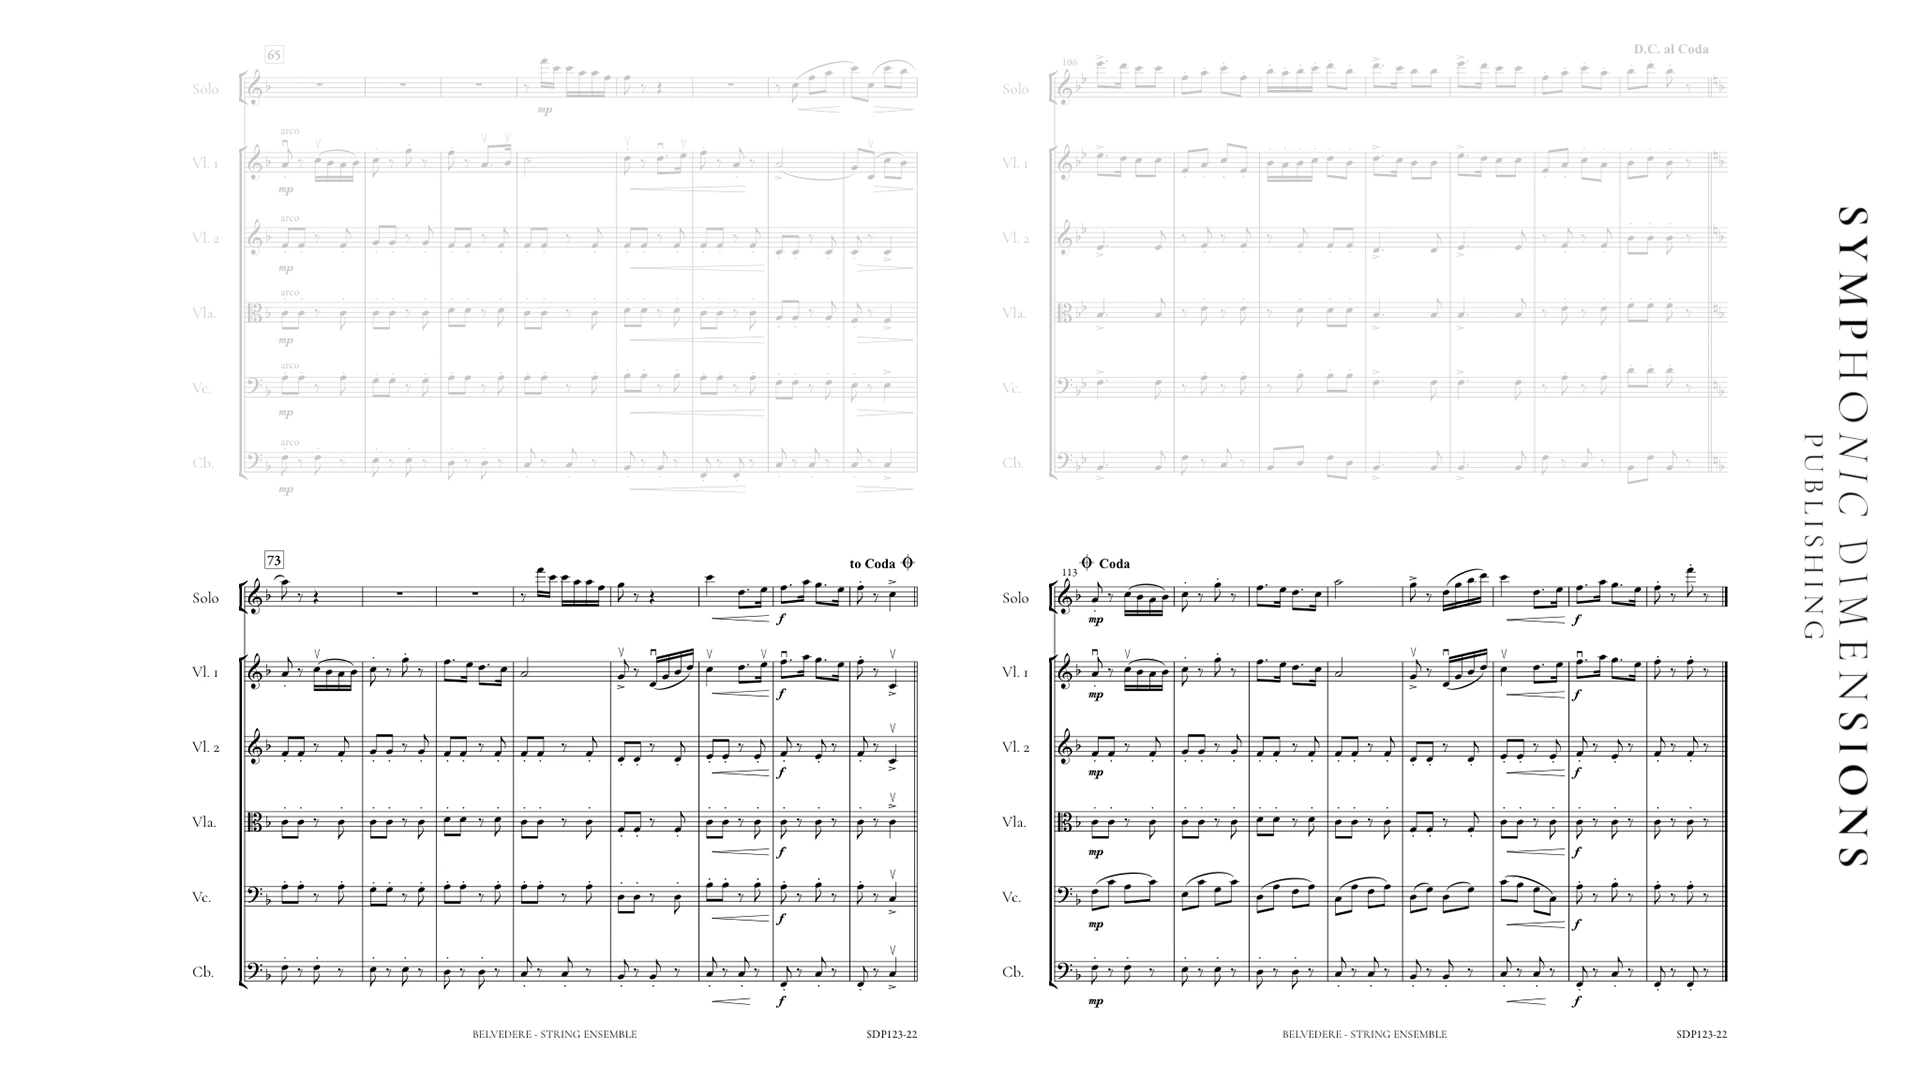 65
Solo
mp
arco
Vl. 1
mp
arco
Vl. 2
mp
arco
Vla.
mp
arco
Vc.
mp
arco
Cb.
mp
D.C. al Coda
106
Solo
Vl. 1
Vl. 2
Vla.
Vc.
Cb.
73
to Coda
Solo
f
Vl. 1
f
Vl. 2
f
Vla.
f
Vc.
f
Cb.
f
BELVEDERE - STRING ENSEMBLE
SDP123-22
Coda
113
Solo
mp f
Vl. 1
mp f
Vl. 2
mp f
Vla.
mp f
Vc.
mp f
Cb.
mp f
BELVEDERE - STRING ENSEMBLE
SDP123-22
SYMPHONIC DIMENSIONS
PUBLISHING